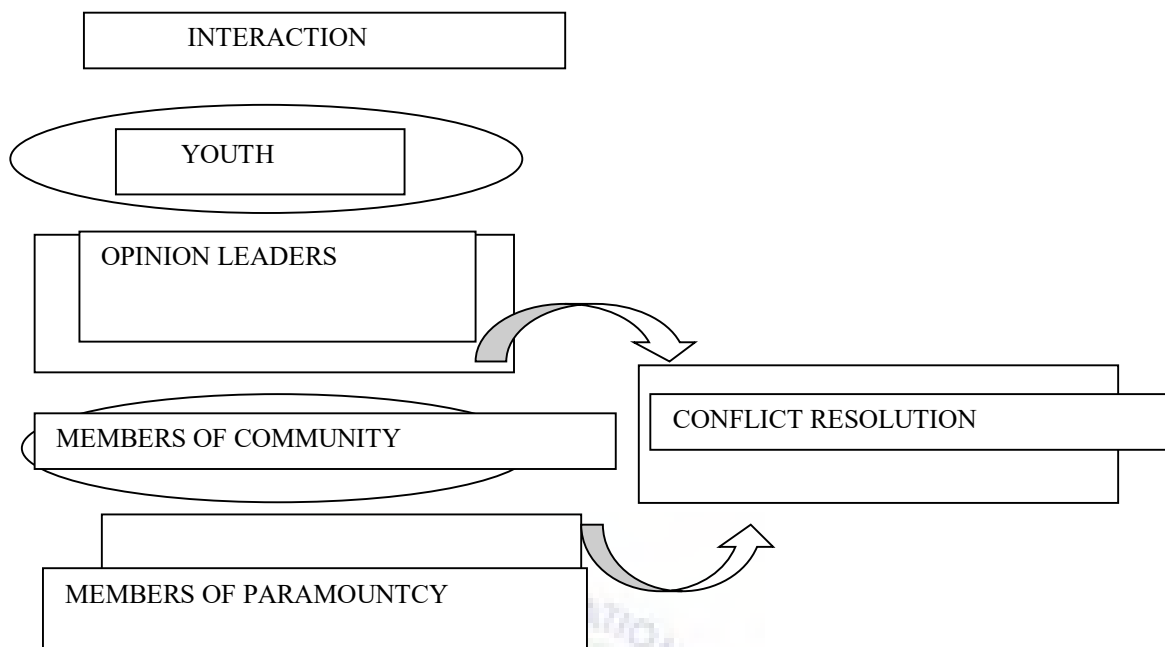 INTERACTION
YOUTH
OPINION LEADERS
MEMBERS OF COMMUNITY
CONFLICT RESOLUTION
MEMBERS OF PARAMOUNTCY